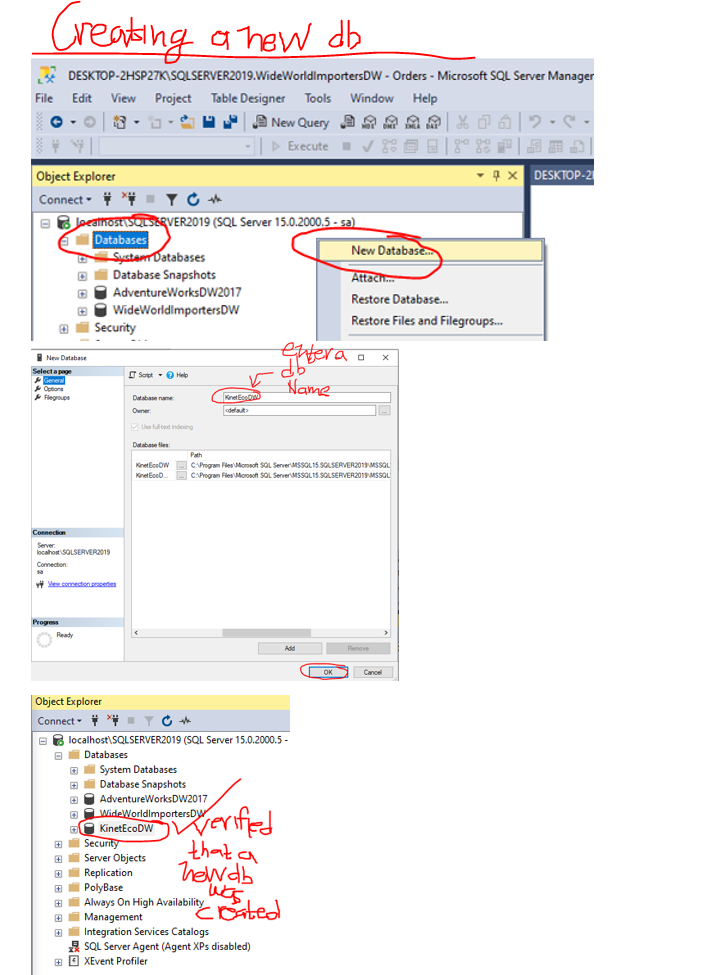 Creating a new db
DESKTOP-2HSP27K\SQLSERVER2019.WideWorldImportersDW - Orders - Microsoft SQL Server Manager
File Edit View Project Table Designer Tools Window Help
New Query MDX DMX XMLA DAX
Execute
Object Explorer
DESKTOP-2H
Connect
localhost\SQLSERVER2019 (SQL Server 15.0.2000.5 - sa)
Databases
New Database...
System Databases
Attach...
Database Snapshots
Restore Database...
AdventureWorksDW2017
Restore Files and Filegroups...
WideWorldImportersDW
Security
enter a
db
Name
New Database
Select a page
General
Options
Filegroups
Script Help
Database name: KinetEcoDW
Owner: <default> ...
Use full-text indexing
Database files:
Path
KinetEcoDW ... C:\Program Files\Microsoft SQL Server\MSSQL15.SQLSERVER2019\MSSQL
KinetEcoD... ... C:\Program Files\Microsoft SQL Server\MSSQL15.SQLSERVER2019\MSSQL
Connection
Server:
localhost\SQLSERVER2019
Connection:
sa
View connection properties
Progress
Ready
Add Remove
OK Cancel
Object Explorer
Connect
localhost\SQLSERVER2019 (SQL Server 15.0.2000.5 -
Databases
System Databases
Database Snapshots
AdventureWorksDW2017
WideWorldImportersDW
KinetEcoDW
Security
Server Objects
Replication
PolyBase
Always On High Availability
Management
Integration Services Catalogs
SQL Server Agent (Agent XPs disabled)
XEvent Profiler
verified
that a
new db
was
created